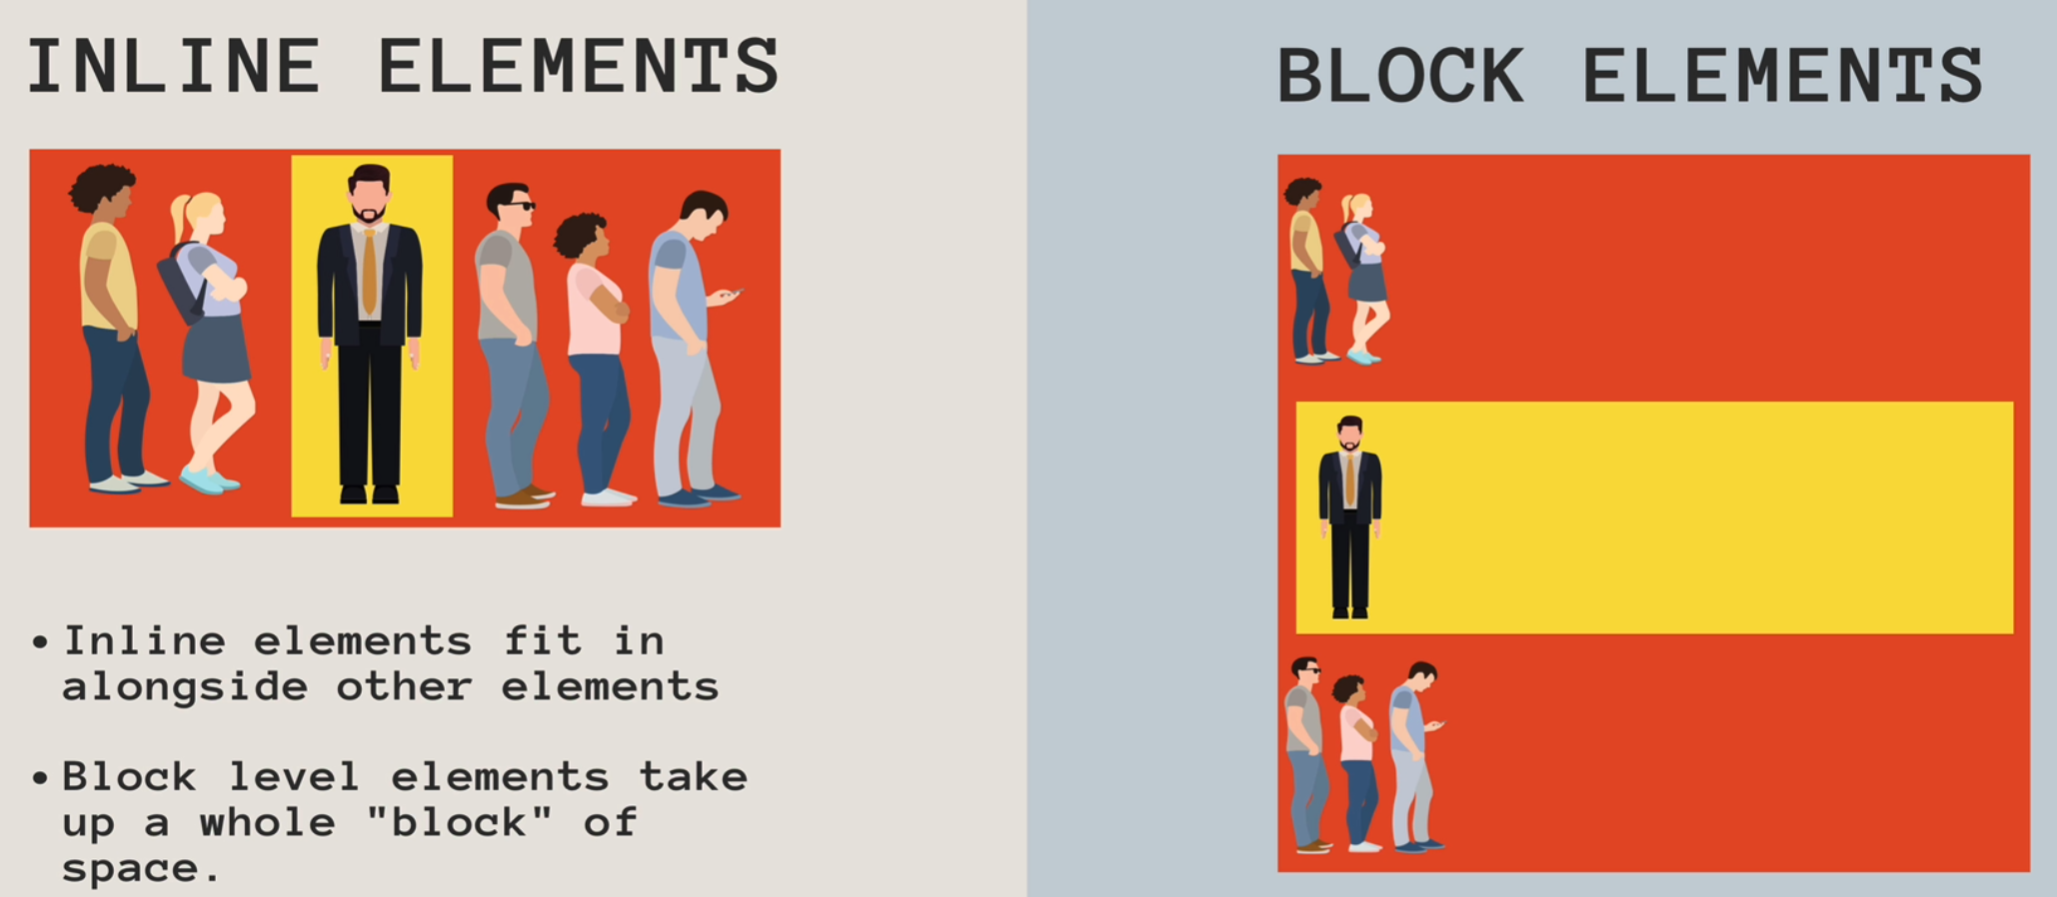 INLINE ELEMENTS
• Inline elements fit in
alongside other elements
• Block level elements take
up a whole "block" of
space.
BLOCK ELEMENTS